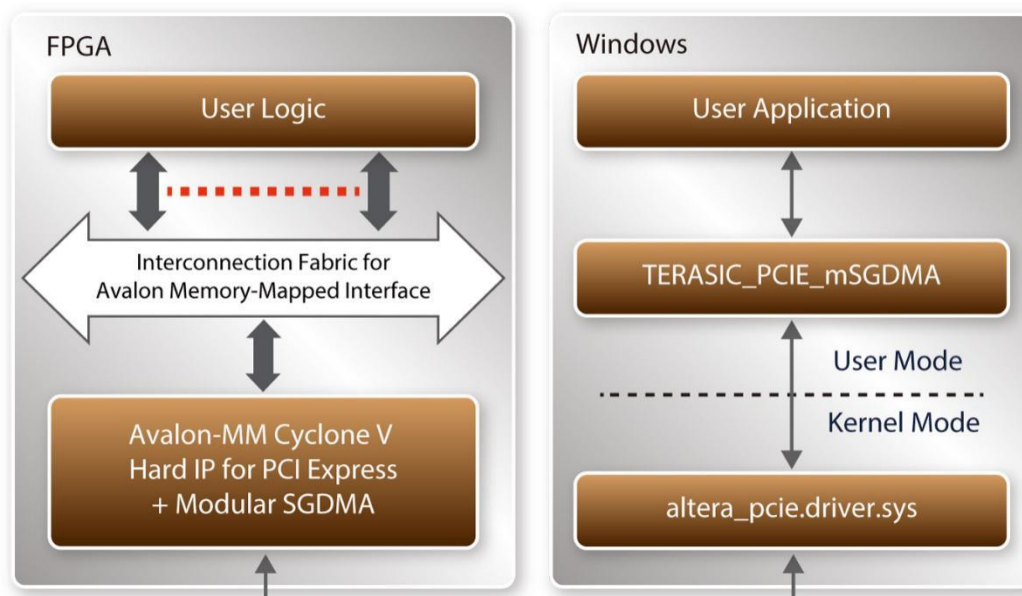 FPGA
User Logic
Interconnection Fabric for
Avalon Memory-Mapped Interface
Avalon-MM Cyclone V
Hard IP for PCI Express
+ Modular SGDMA
Windows
User Application
TERASIC_PCIE_mSGDMA
User Mode
Kernel Mode
altera_pcie.driver.sys